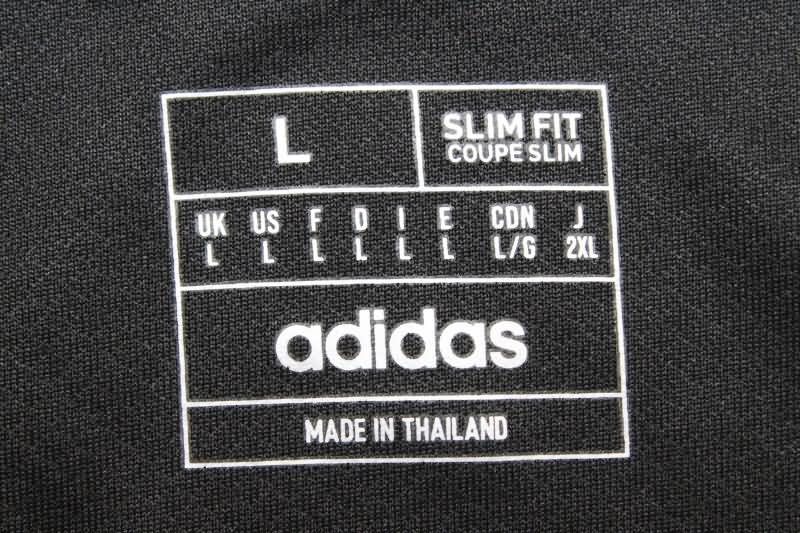 L
SLIM FIT
COUPE SLIM
UK US F D I E CDN J
L L L L L L L/G 2XL
adidas
MADE IN THAILAND